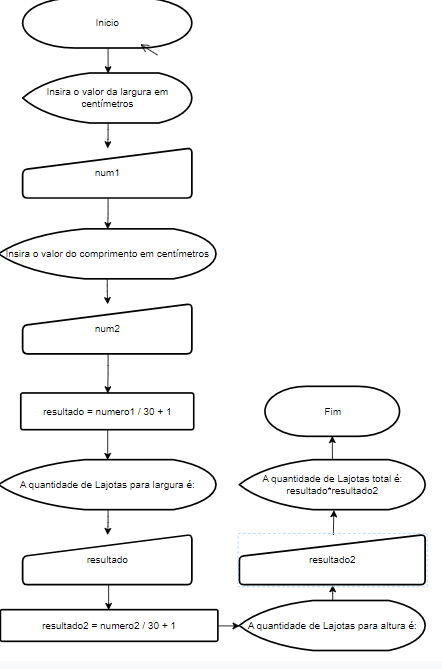 Inicio
Insira o valor da largura em
centímetros
num1
Insira o valor do comprimento em centímetros
num2
resultado = numero1 / 30 + 1
A quantidade de Lajotas para largura é:
resultado
resultado2 = numero2 / 30 + 1
A quantidade de Lajotas para altura é:
resultado2
A quantidade de Lajotas total é:
resultado*resultado2
Fim